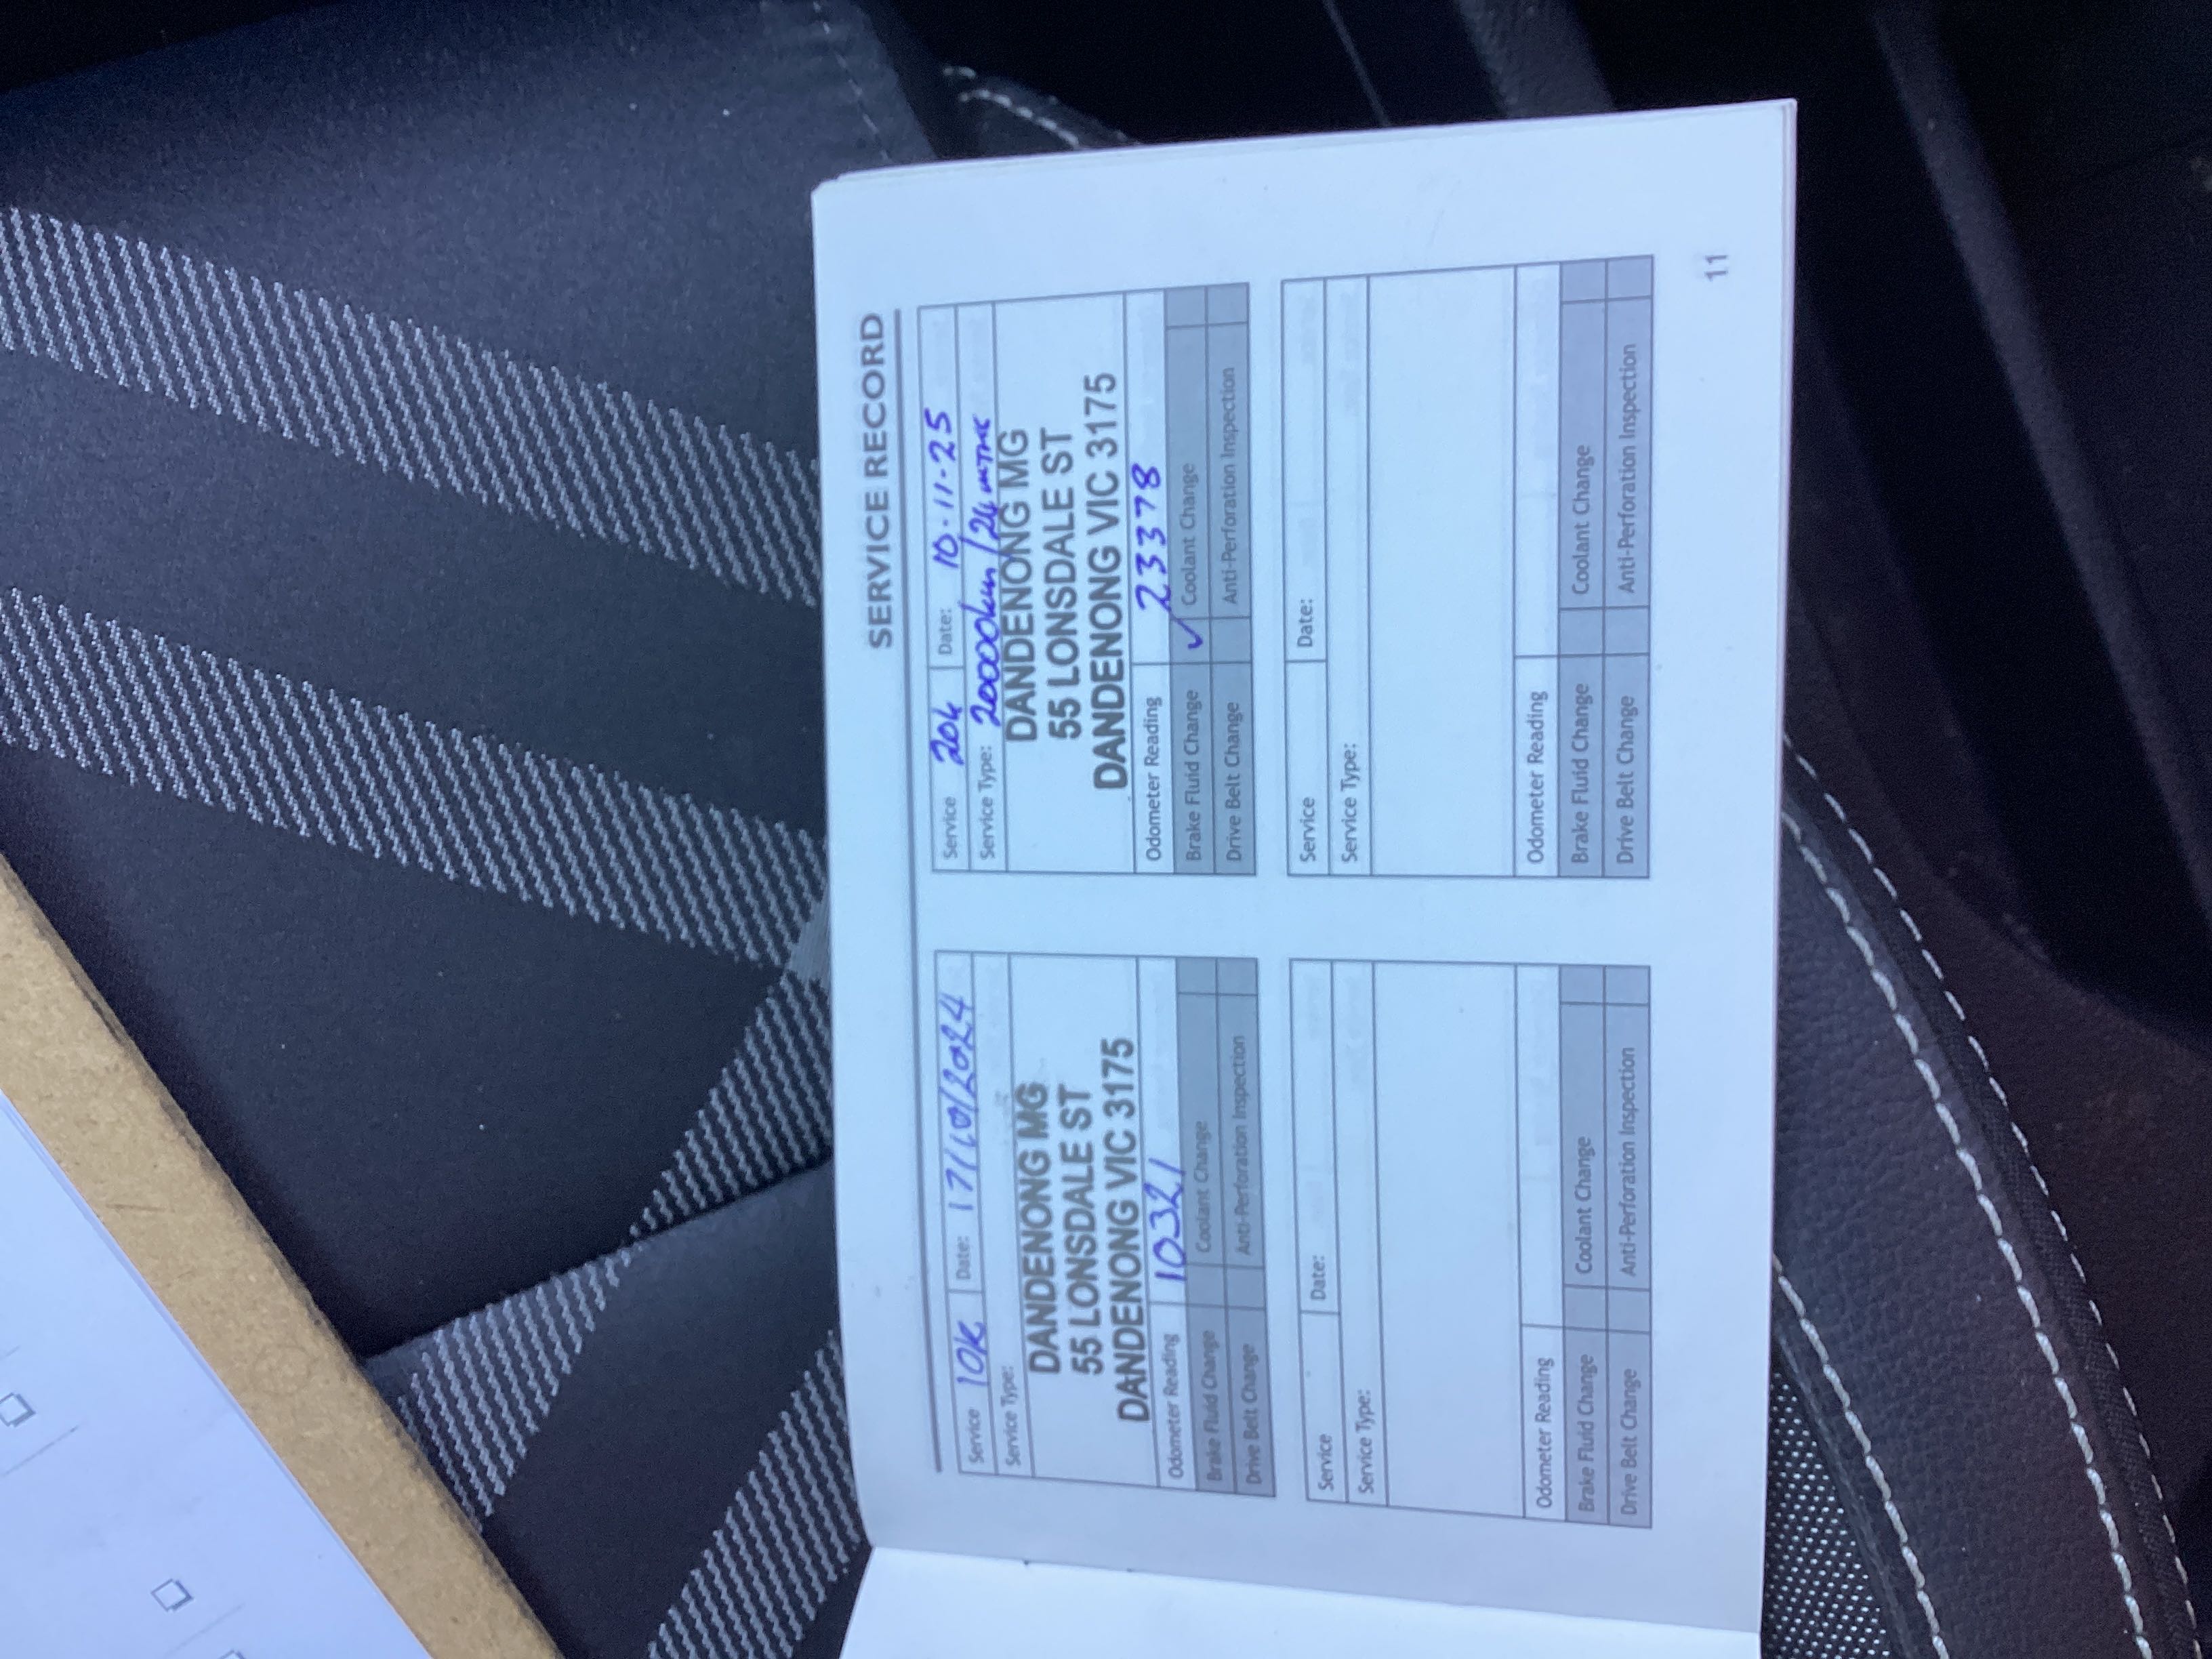 SERVICE RECORD
Service 10K Date: 17/10/2024
Service Type:
DANDENONG MG
55 LONSDALE ST
DANDENONG VIC 3175
Odometer Reading 10321
Brake Fluid Change Coolant Change
Drive Belt Change Anti-Perforation Inspection
Service 20k Date: 10-11-25
Service Type: 20000km/24 MTHS
DANDENONG MG
55 LONSDALE ST
DANDENONG VIC 3175
Odometer Reading 23378
Brake Fluid Change ✓ Coolant Change
Drive Belt Change Anti-Perforation Inspection
Service Date:
Service Type:
Odometer Reading
Brake Fluid Change Coolant Change
Drive Belt Change Anti-Perforation Inspection
Service Date:
Service Type:
Odometer Reading
Brake Fluid Change Coolant Change
Drive Belt Change Anti-Perforation Inspection
11